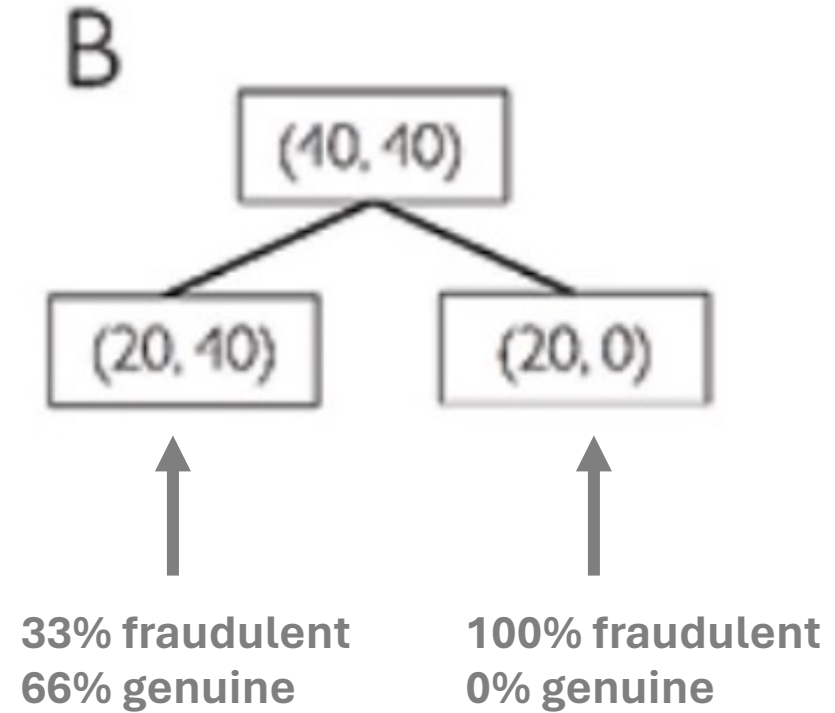 B
(40, 40)
(20, 40)
(20, 0)
33% fraudulent
66% genuine
100% fraudulent
0% genuine